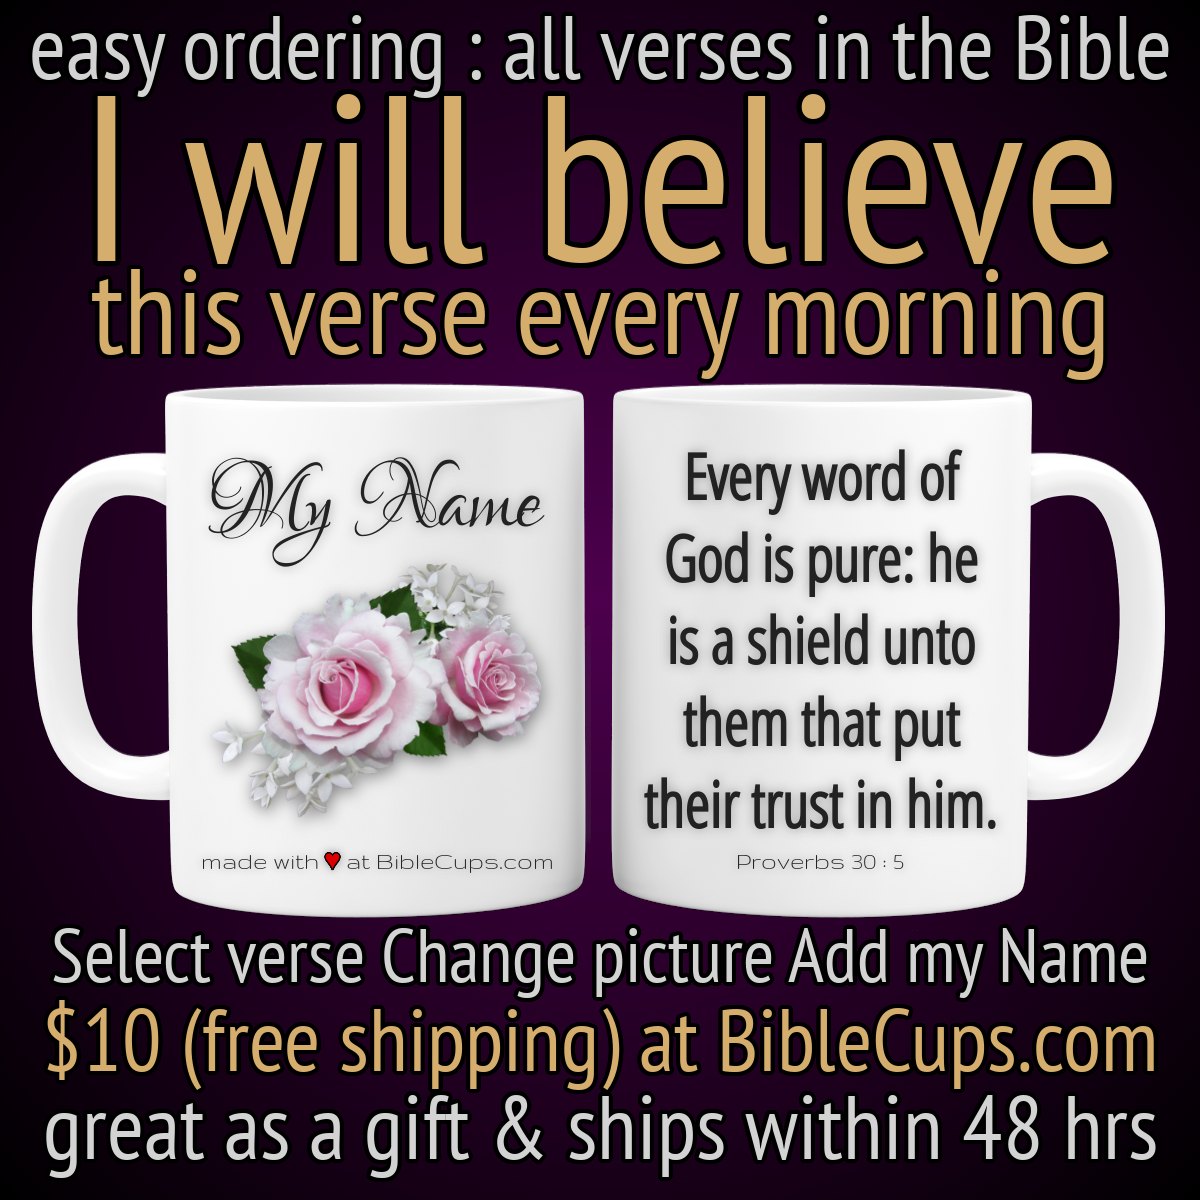 easy ordering : all verses in the Bible
I will believe
this verse every morning
My Name
made with ♥ at BibleCups.com
Every word of
God is pure: he
is a shield unto
them that put
their trust in him.
Proverbs 30 : 5
Select verse Change picture Add my Name
$10 (free shipping) at BibleCups.com
great as a gift & ships within 48 hrs